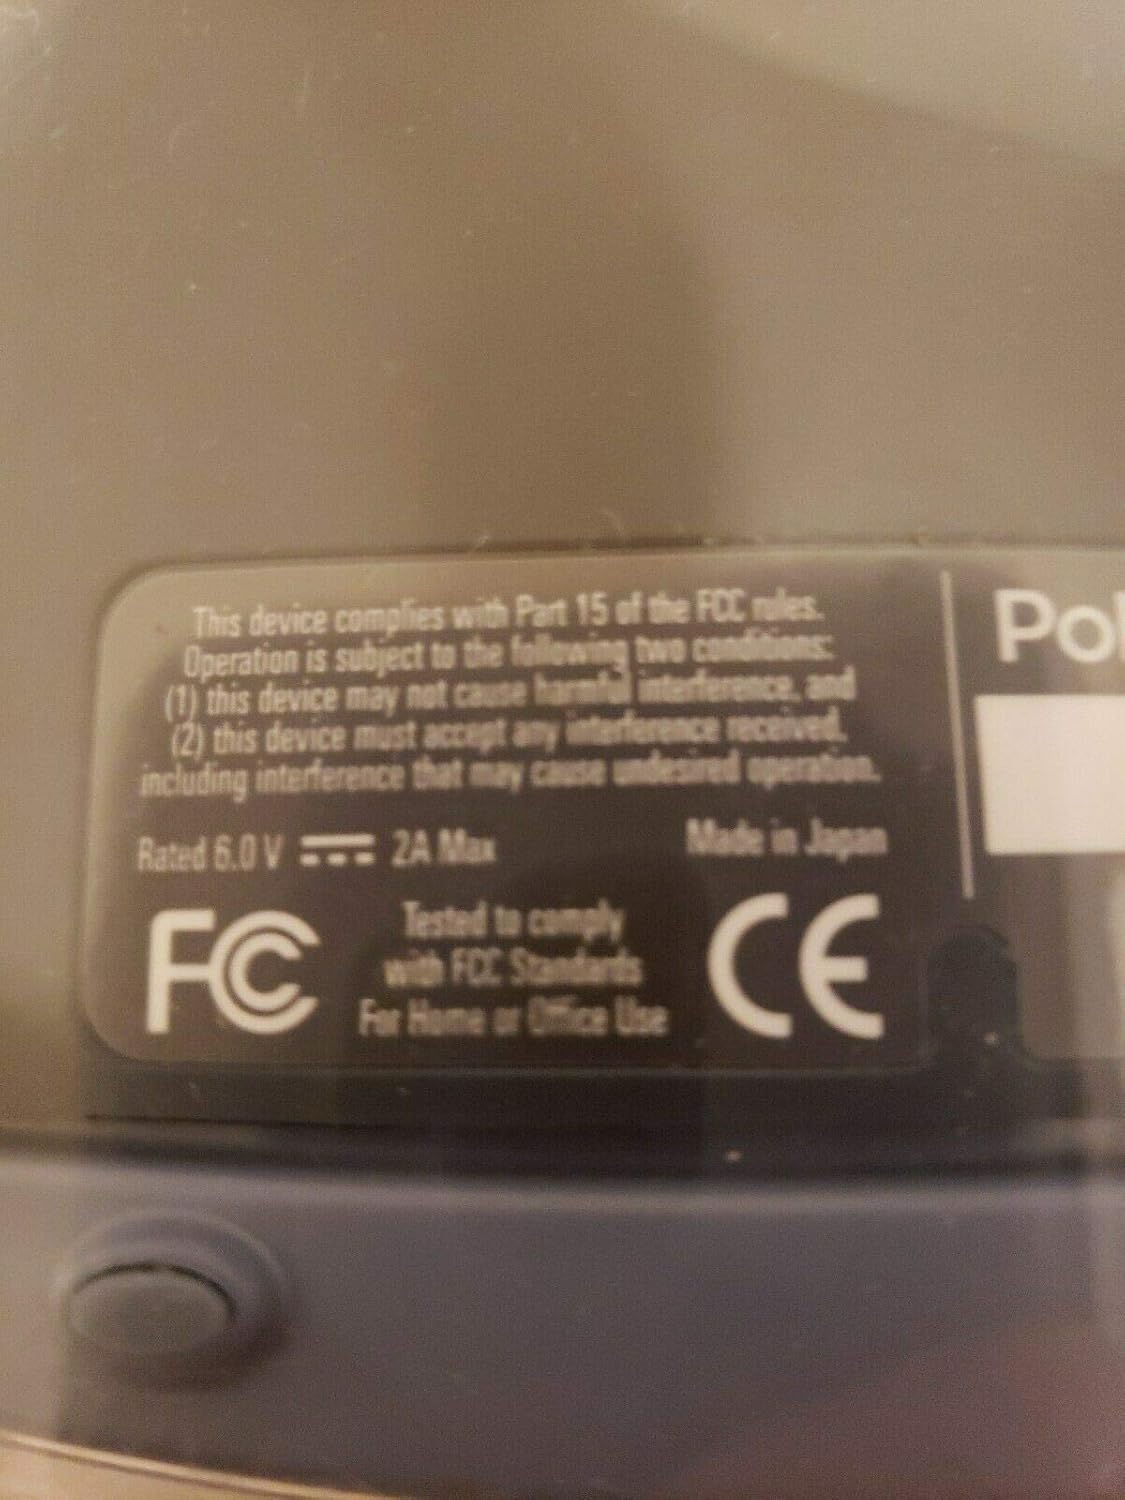 This device complies with Part 15 of the FCC rules.
Operation is subject to the following two conditions:
(1) this device may not cause harmful interference, and
(2) this device must accept any interference received,
including interference that may cause undesired operation.
Rated 6.0 V ⎓ 2A Max
Made in Japan
FC
Tested to comply
with FCC Standards
For Home or Office Use
CE
Pol